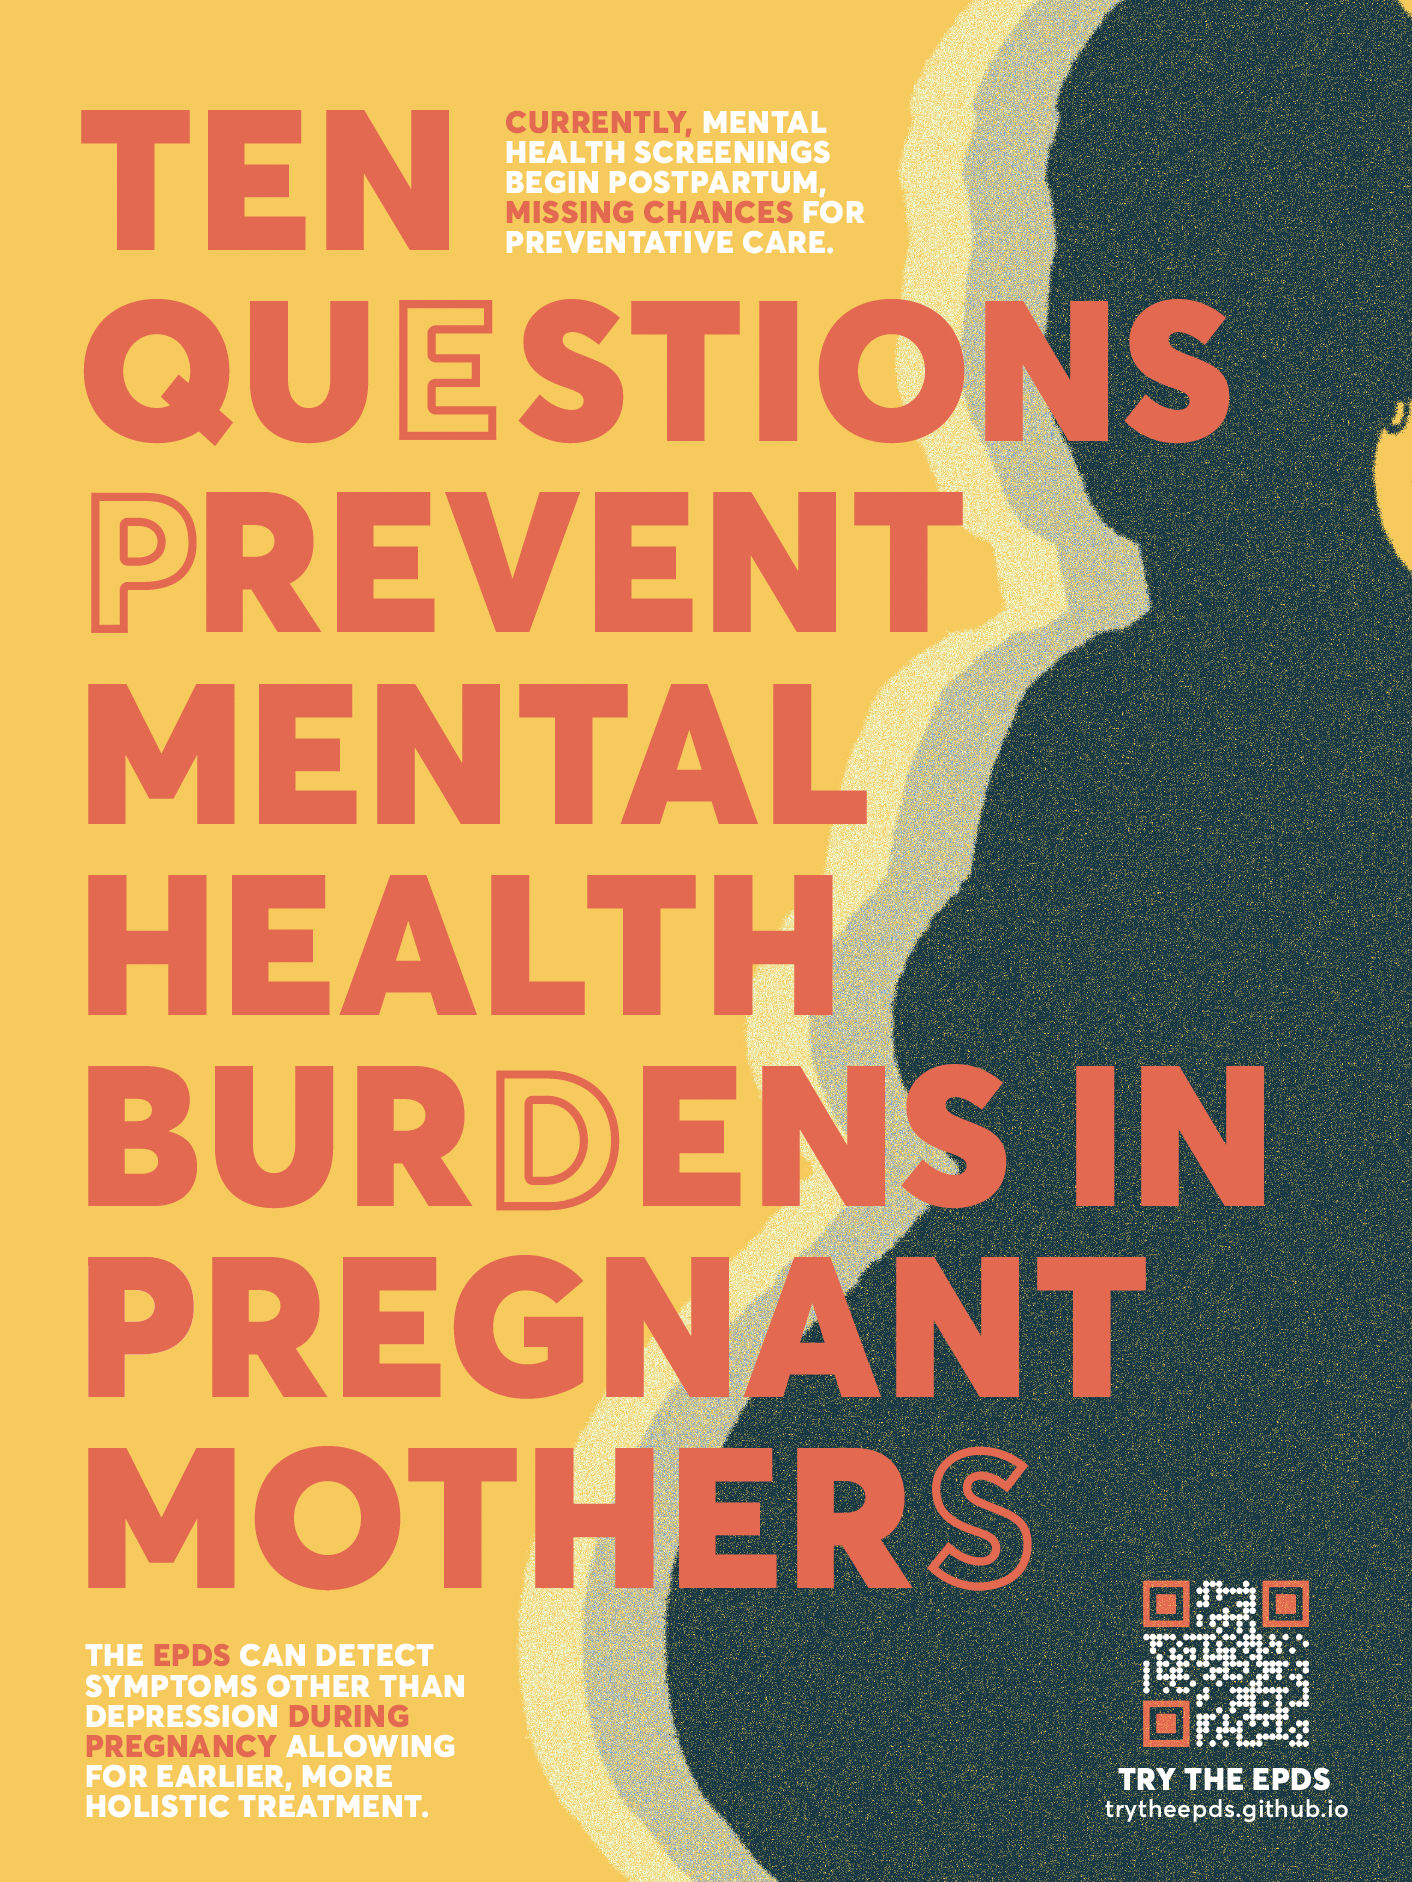 TEN
CURRENTLY, MENTAL
HEALTH SCREENINGS
BEGIN POSTPARTUM,
MISSING CHANCES FOR
PREVENTATIVE CARE.
QUESTIONS
PREVENT
MENTAL
HEALTH
BURDENS IN
PREGNANT
MOTHERS
THE EPDS CAN DETECT
SYMPTOMS OTHER THAN
DEPRESSION DURING
PREGNANCY ALLOWING
FOR EARLIER, MORE
HOLISTIC TREATMENT.
TRY THE EPDS
trytheepds.github.io